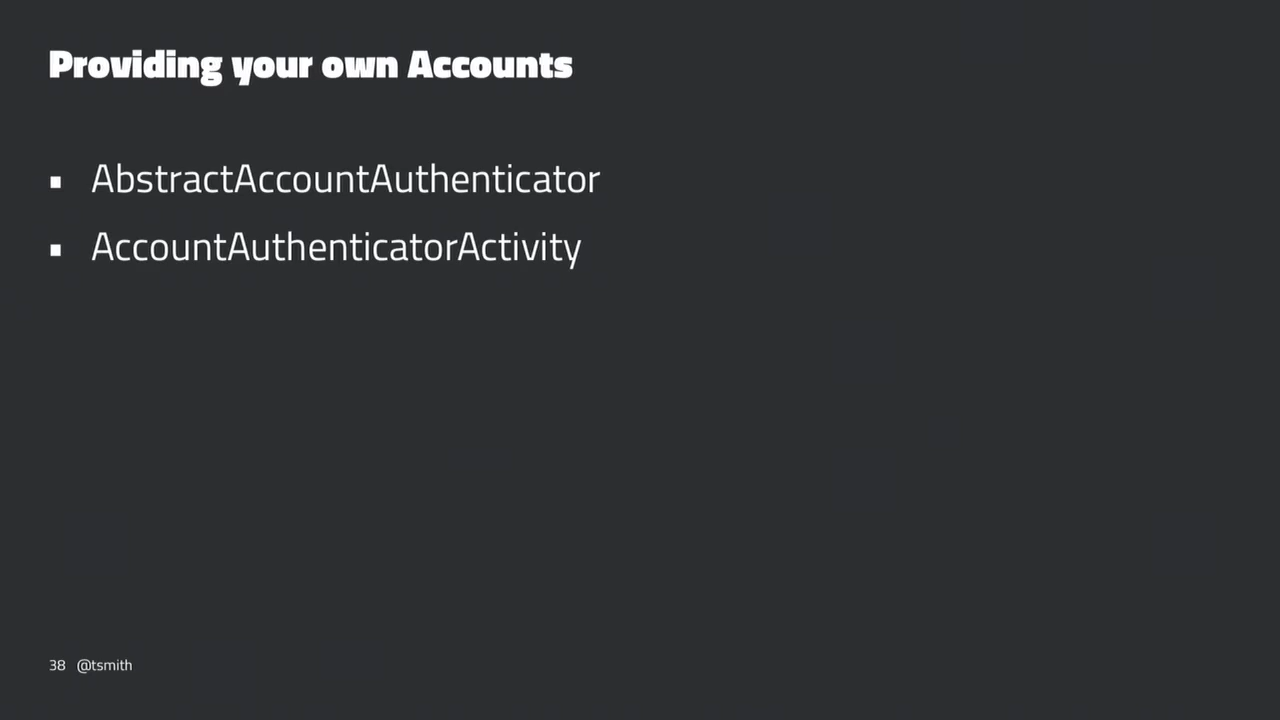 Providing your own Accounts
▪ AbstractAccountAuthenticator
▪ AccountAuthenticatorActivity
38 @tsmith